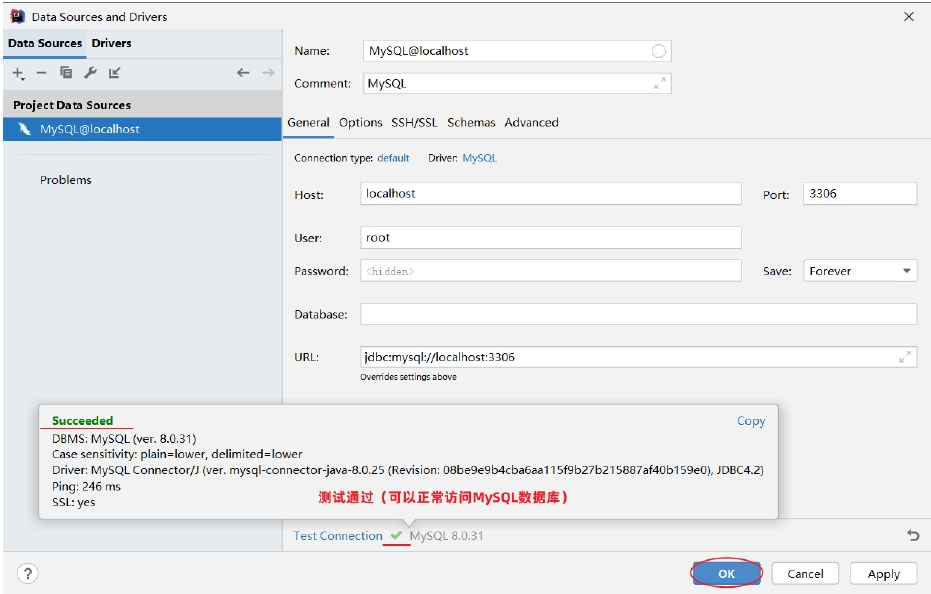 Data Sources and Drivers
Data Sources Drivers
Project Data Sources
MySQL@localhost
Problems
Name: MySQL@localhost
Comment: MySQL
General Options SSH/SSL Schemas Advanced
Connection type: default Driver: MySQL
Host: localhost Port: 3306
User: root
Password: <hidden> Save: Forever
Database:
URL: jdbc:mysql://localhost:3306
Overrides settings above
Succeeded Copy
DBMS: MySQL (ver. 8.0.31)
Case sensitivity: plain=lower, delimited=lower
Driver: MySQL Connector/J (ver. mysql-connector-java-8.0.25 (Revision: 08be9e9b4cba6aa115f9b27b215887af40b159e0), JDBC4.2)
Ping: 246 ms
SSL: yes
测试通过（可以正常访问MySQL数据库）
Test Connection MySQL 8.0.31
? OK Cancel Apply